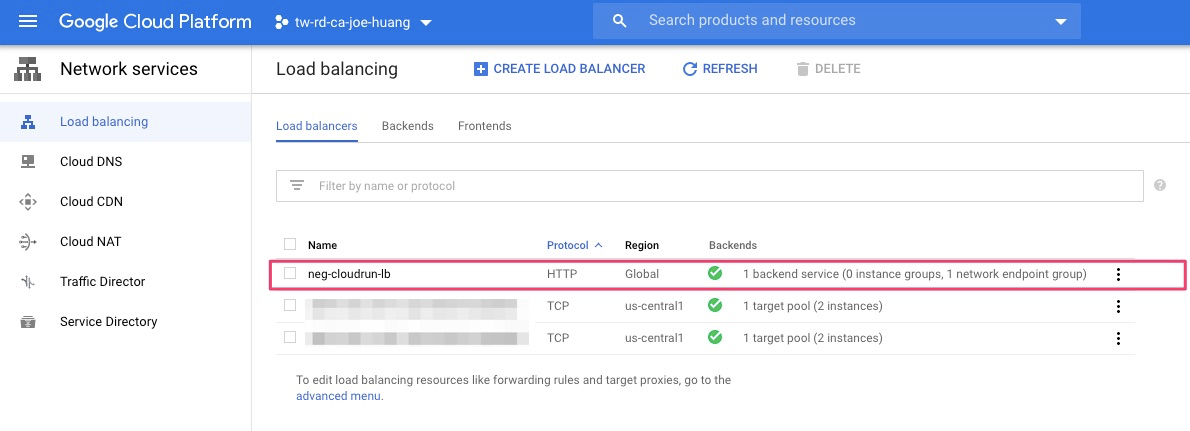 Google Cloud Platform tw-rd-ca-joe-huang Search products and resources
Network services Load balancing CREATE LOAD BALANCER REFRESH DELETE
Load balancing
Cloud DNS
Cloud CDN
Cloud NAT
Traffic Director
Service Directory
Load balancers Backends Frontends
Filter by name or protocol
Name Protocol Region Backends
neg-cloudrun-lb HTTP Global 1 backend service (0 instance groups, 1 network endpoint group)
TCP us-central1 1 target pool (2 instances)
TCP us-central1 1 target pool (2 instances)
To edit load balancing resources like forwarding rules and target proxies, go to the
advanced menu.